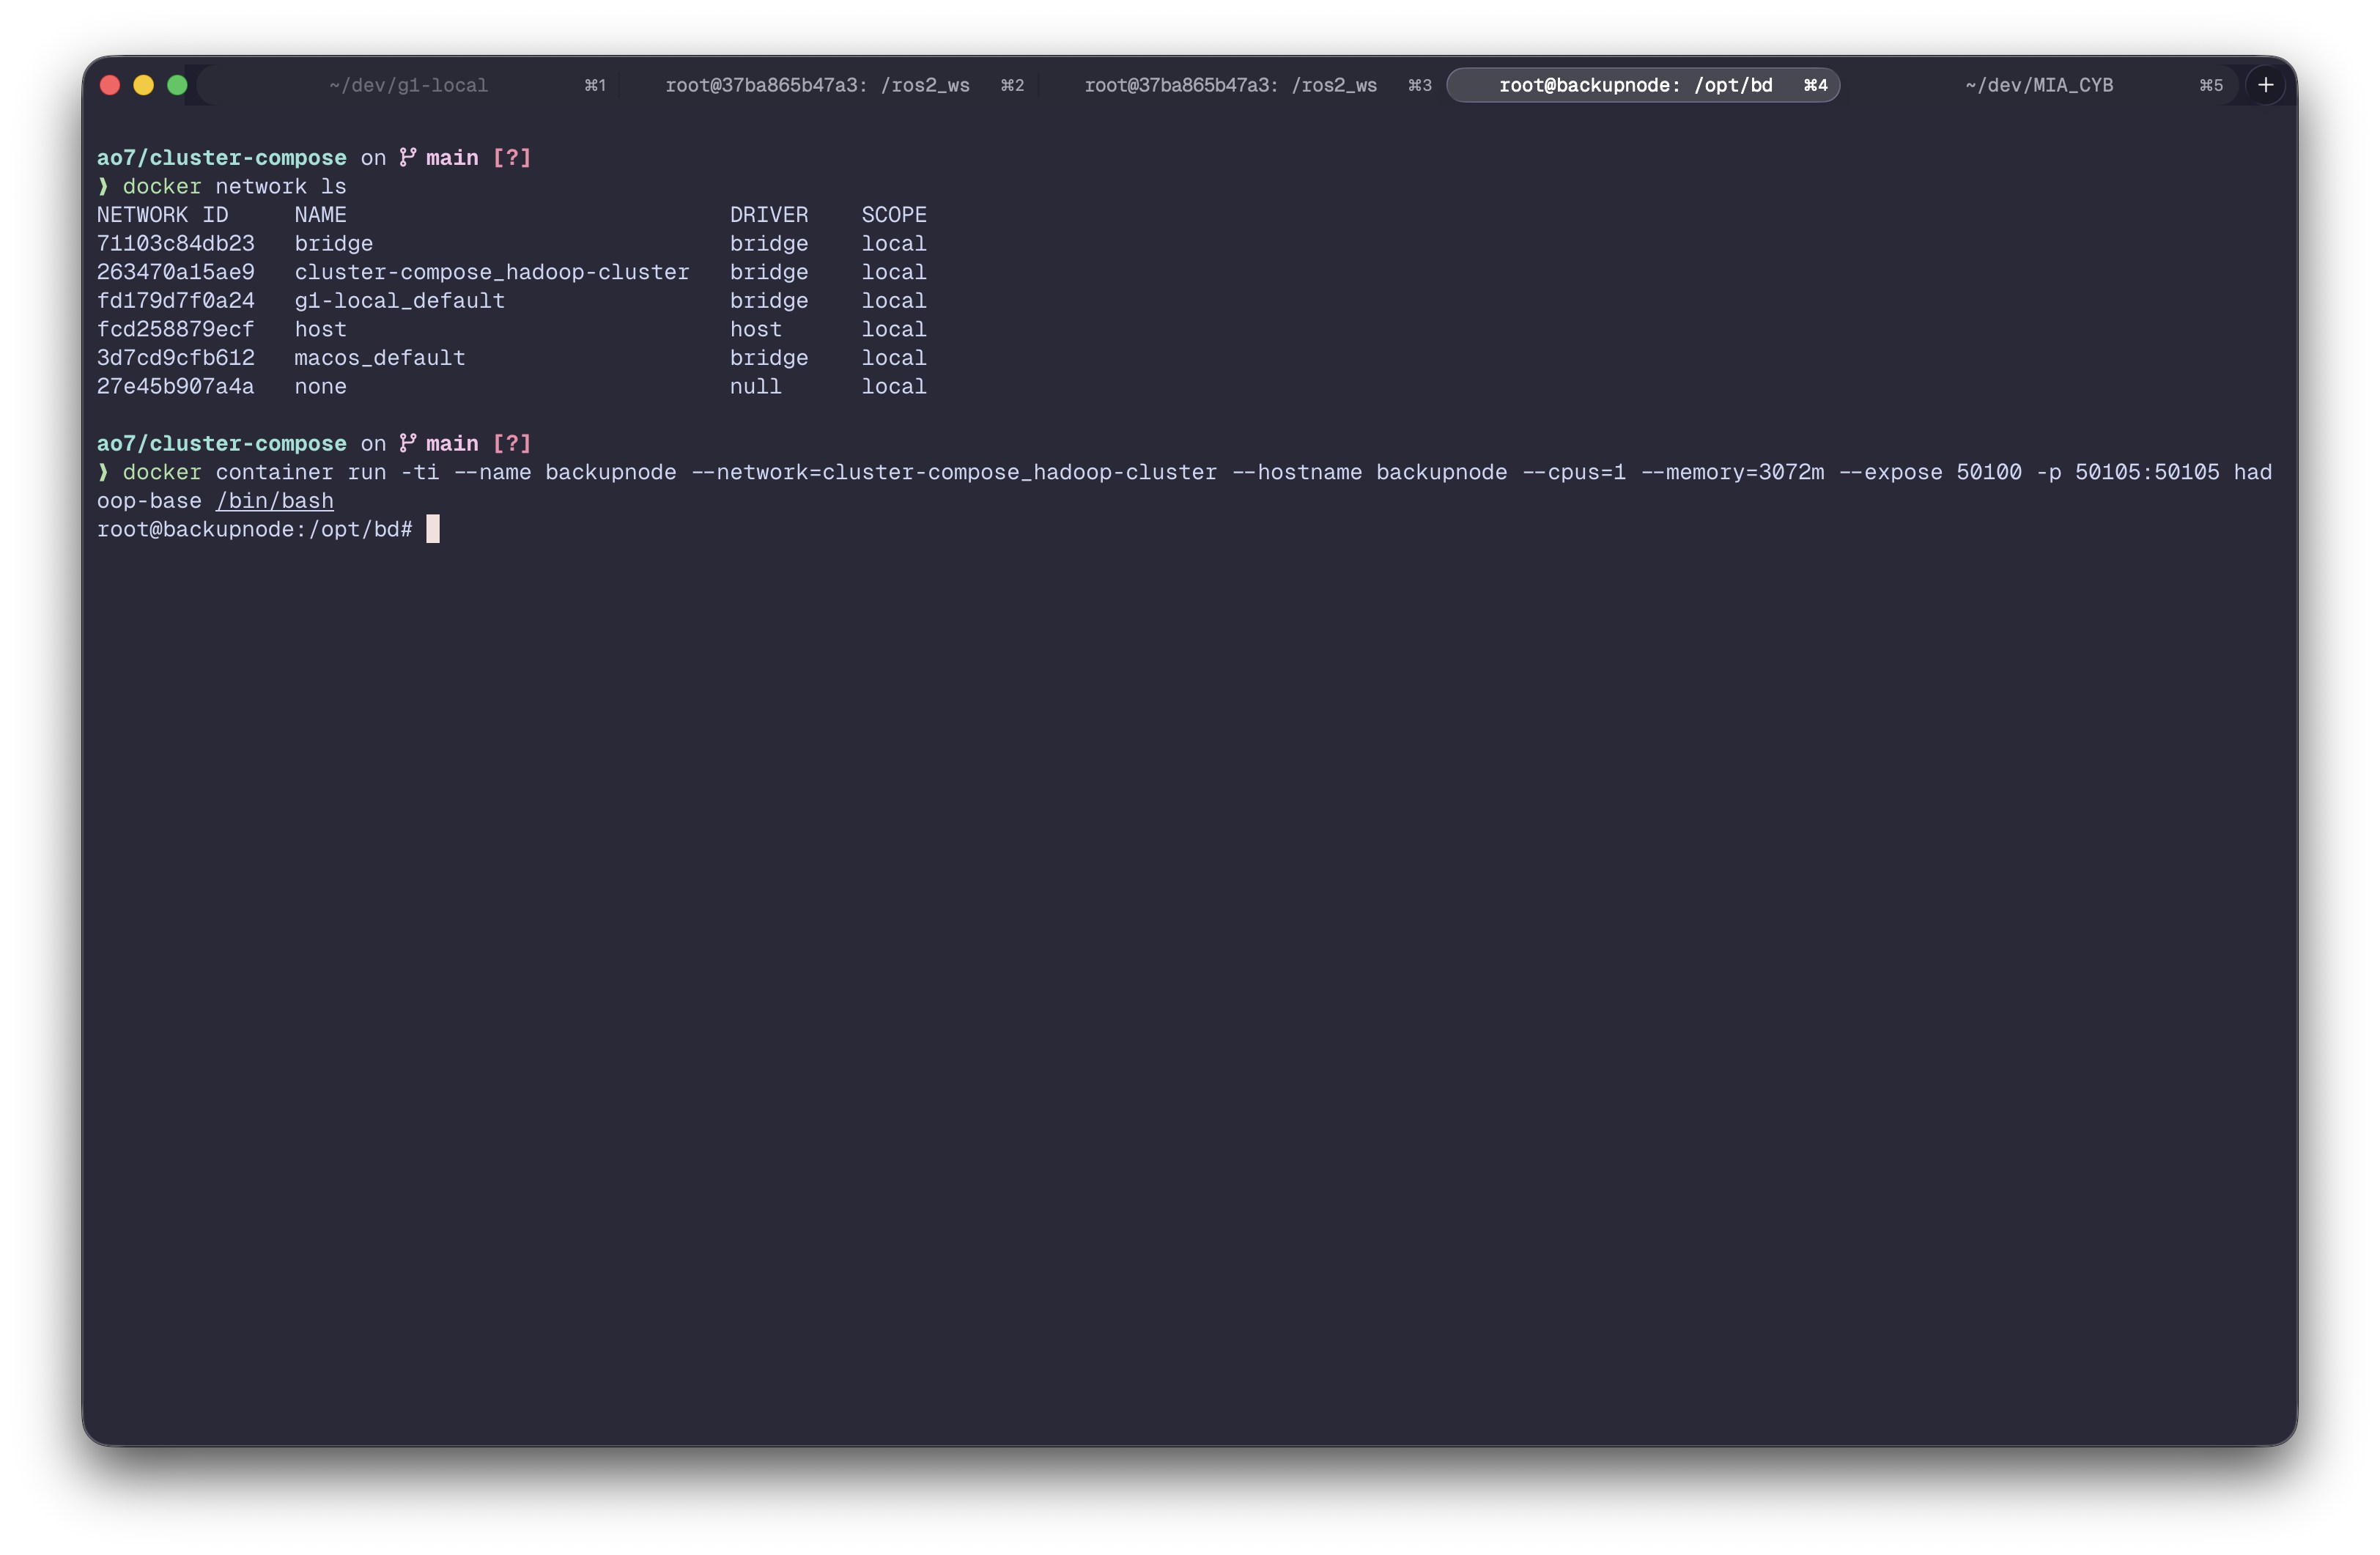 ~/dev/g1-local ⌘1 root@37ba865b47a3: /ros2_ws ⌘2 root@37ba865b47a3: /ros2_ws ⌘3 root@backupnode: /opt/bd ⌘4 ~/dev/MIA_CYB ⌘5 +
ao7/cluster-compose on main [?]
❱ docker network ls
NETWORK ID     NAME                             DRIVER    SCOPE
71103c84db23   bridge                           bridge    local
263470a15ae9   cluster-compose_hadoop-cluster   bridge    local
fd179d7f0a24   g1-local_default                 bridge    local
fcd258879ecf   host                             host      local
3d7cd9cfb612   macos_default                    bridge    local
27e45b907a4a   none                             null      local
ao7/cluster-compose on main [?]
❱ docker container run -ti --name backupnode --network=cluster-compose_hadoop-cluster --hostname backupnode --cpus=1 --memory=3072m --expose 50100 -p 50105:50105 had
oop-base /bin/bash
root@backupnode:/opt/bd#